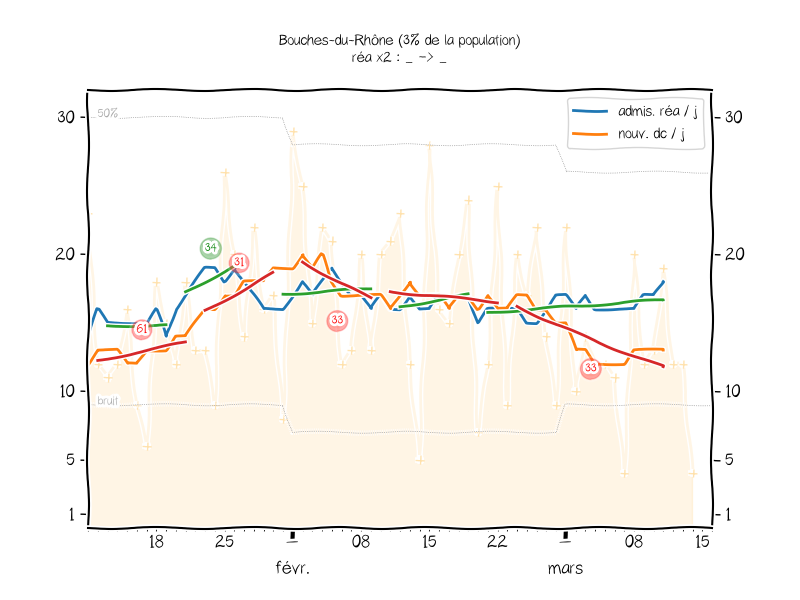 Bouches-du-Rhône (3% de la population)
réa x2 : _ -> _
admis. réa / j
nouv. dc / j
50%
bruit
30
20
10
5
1
30
20
10
5
1
34
31
61
33
33
18 25 08 15 22 08 15
févr. mars